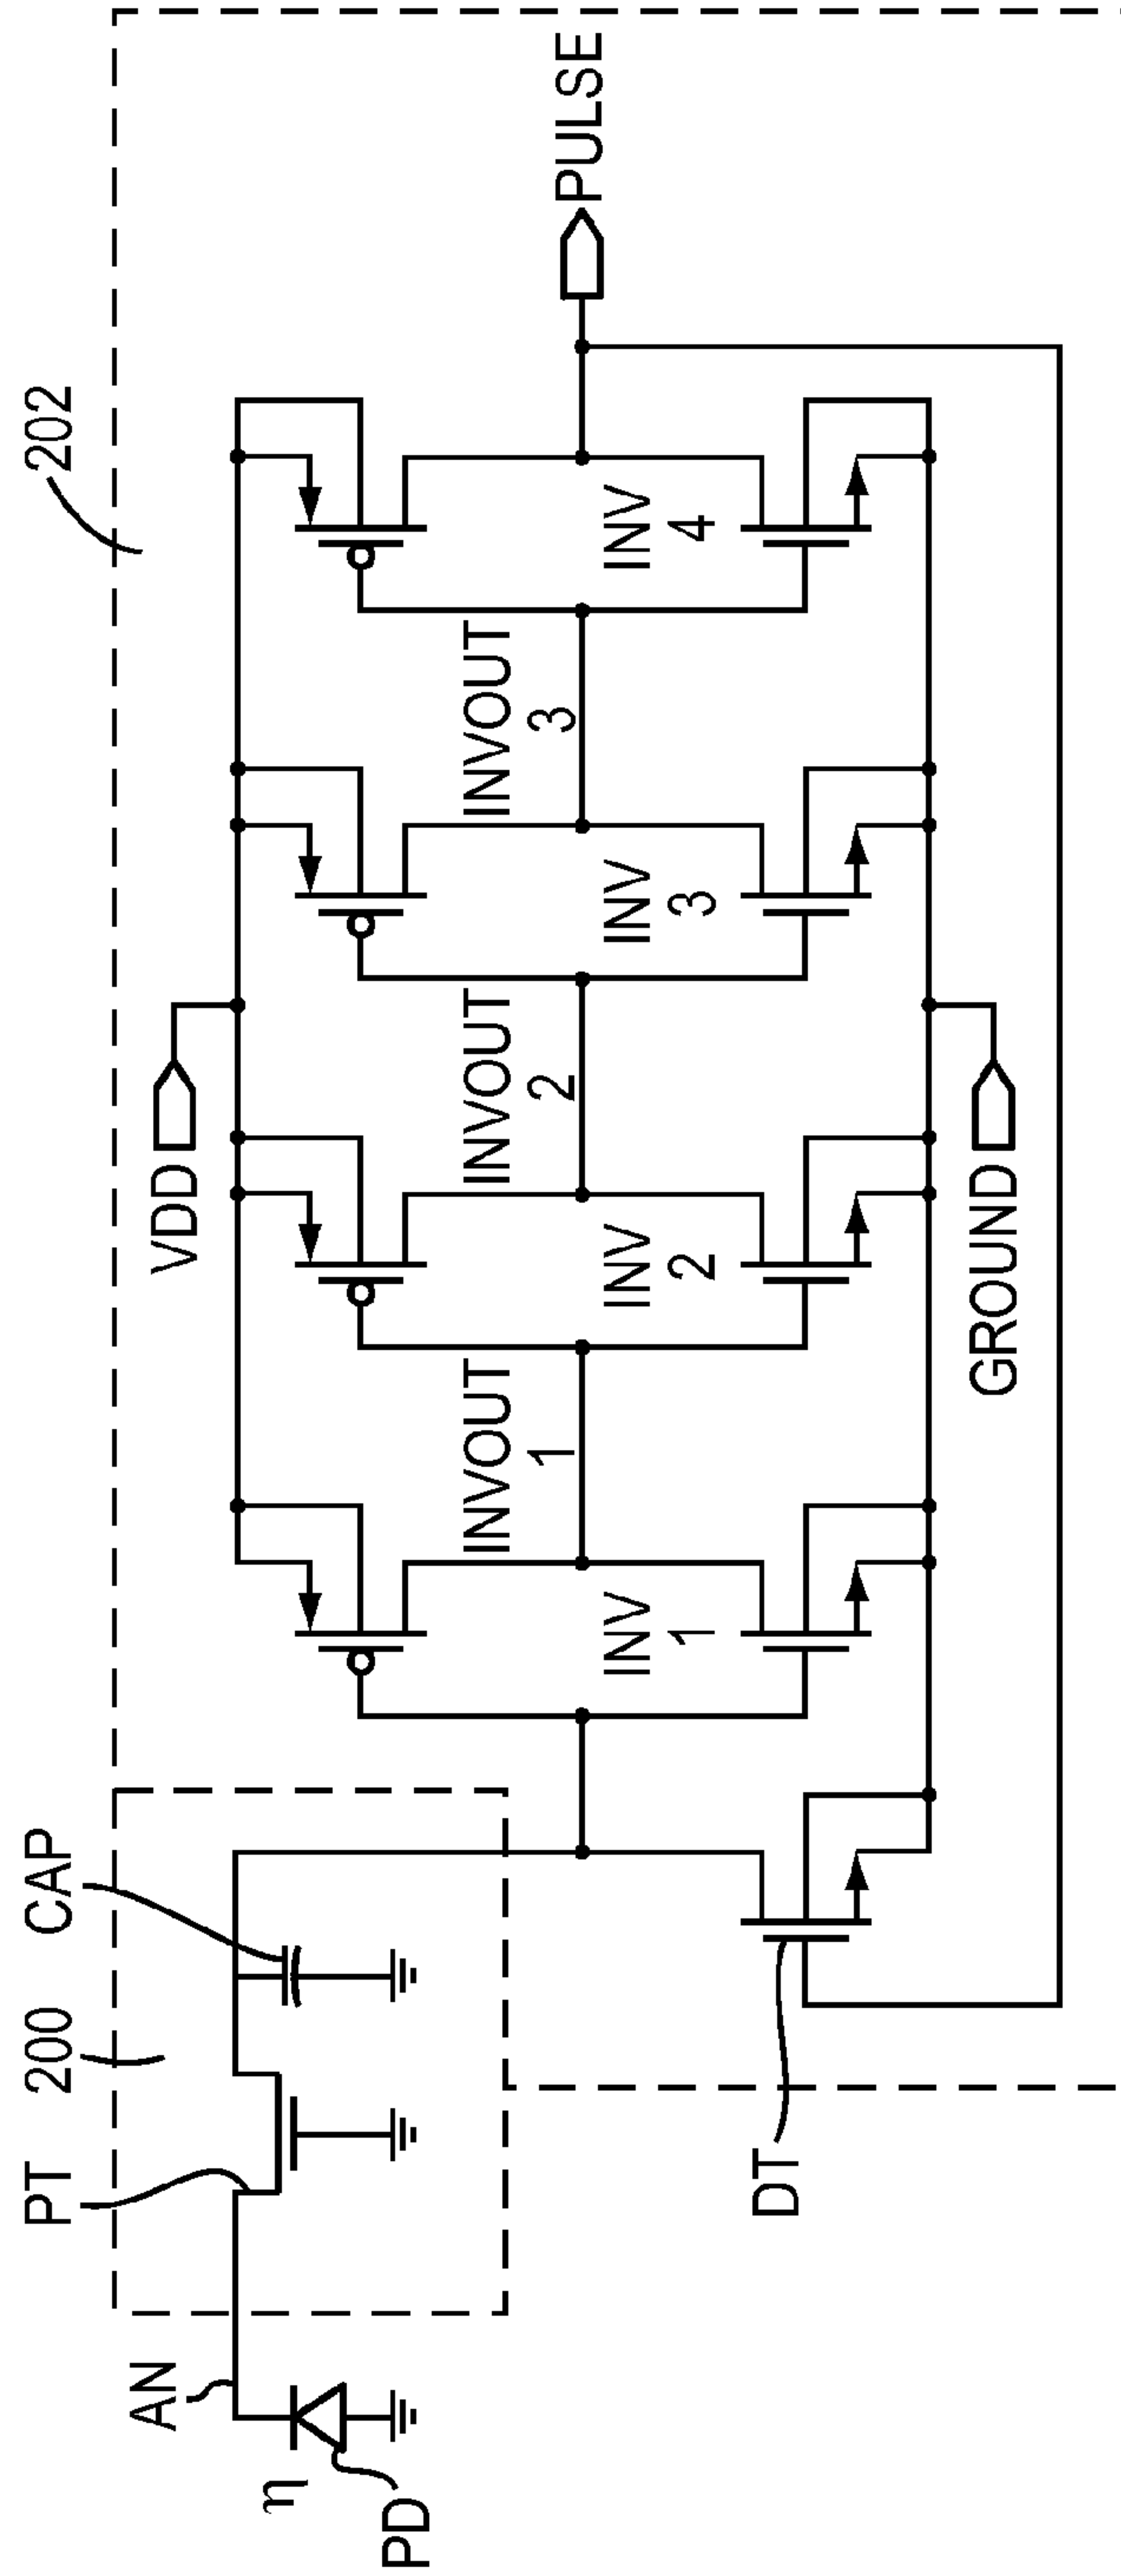 202
PT
200
CAP
AN
VDD
INVOUT
1
INVOUT
2
INVOUT
3
PULSE
η
INV
1
INV
2
INV
3
INV
4
PD
DT
GROUND